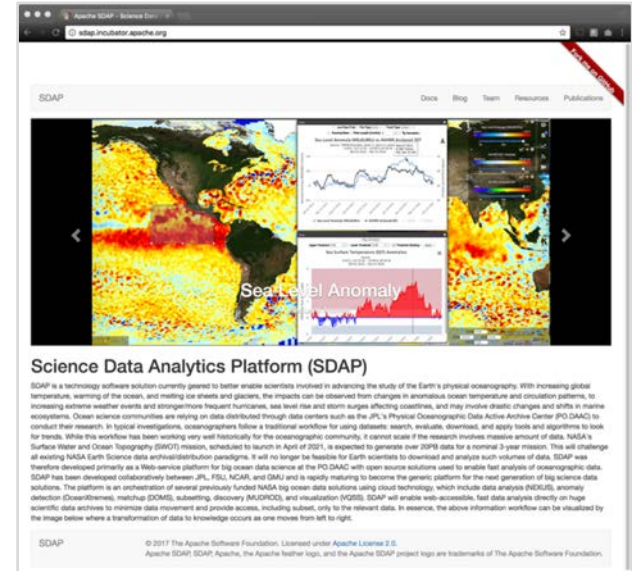 Apache SDAP - Science Data
sdap.incubator.apache.org
Fork me on GitHub
SDAP Docs Blog Team Resources Publications
Sea Level Anomaly
Science Data Analytics Platform (SDAP)
SDAP is a technology software solution currently geared to better enable scientists involved in advancing the study of the Earth's physical oceanography. With increasing global
temperature, warming of the ocean, and melting ice sheets and glaciers, the impacts can be observed from changes in anomalous ocean temperature and circulation patterns, to
increasing extreme weather events and stronger/more frequent hurricanes, sea level rise and storm surges affecting coastlines, and may involve drastic changes and shifts in marine
ecosystems. Ocean science communities are relying on data distributed through data centers such as the JPL's Physical Oceanographic Data Active Archive Center (PO.DAAC) to
conduct their research. In typical investigations, oceanographers follow a traditional workflow for using datasets: search, evaluate, download, and apply tools and algorithms to look
for trends. While this workflow has been working very well historically for the oceanographic community, it cannot scale if the research involves massive amount of data. NASA's
Surface Water and Ocean Topography (SWOT) mission, scheduled to launch in April of 2021, is expected to generate over 20PB data for a nominal 3-year mission. This will challenge
all existing NASA Earth Science data archival/distribution paradigms. It will no longer be feasible for Earth scientists to download and analyze such volumes of data. SDAP was
therefore developed primarily as a Web-service platform for big ocean data science at the PO.DAAC with open source solutions used to enable fast analysis of oceanographic data.
SDAP has been developed collaboratively between JPL, FSU, NCAR, and GMU and is rapidly maturing to become the generic platform for the next generation of big science data
solutions. The platform is an orchestration of several previously funded NASA big ocean data solutions using cloud technology, which include data analysis (NEXUS), anomaly
detection (OceanXtremes), matchup (DOMS), subsetting, discovery (MUDROD), and visualization (VQSS). SDAP will enable web-accessible, fast data analysis directly on huge
scientific data archives to minimize data movement and provide access, including subset, only to the relevant data. In essence, the above information workflow can be visualized by
the image below where a transformation of data to knowledge occurs as one moves from left to right.
SDAP © 2017 The Apache Software Foundation. Licensed under Apache License 2.0.
Apache SDAP, SDAP, Apache, the Apache feather logo, and the Apache SDAP project logo are trademarks of The Apache Software Foundation.